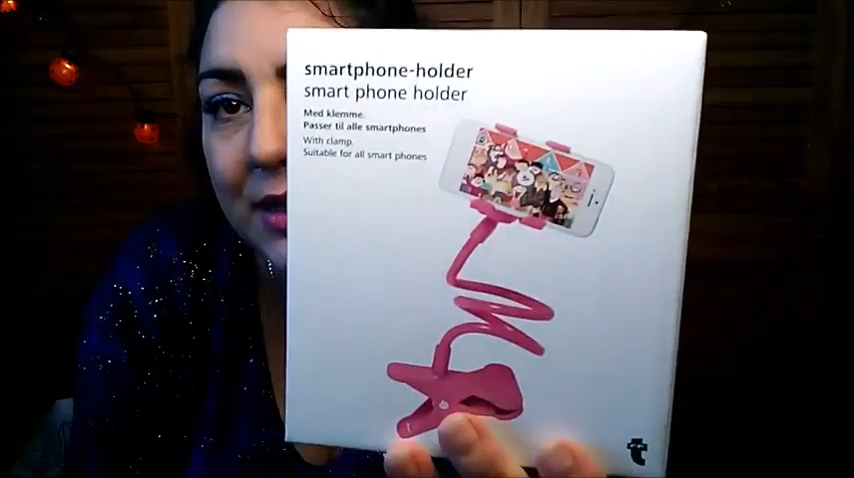 smartphone-holder
smart phone holder
Med klemme.
Passer til alle smartphones
With clamp.
Suitable for all smart phones